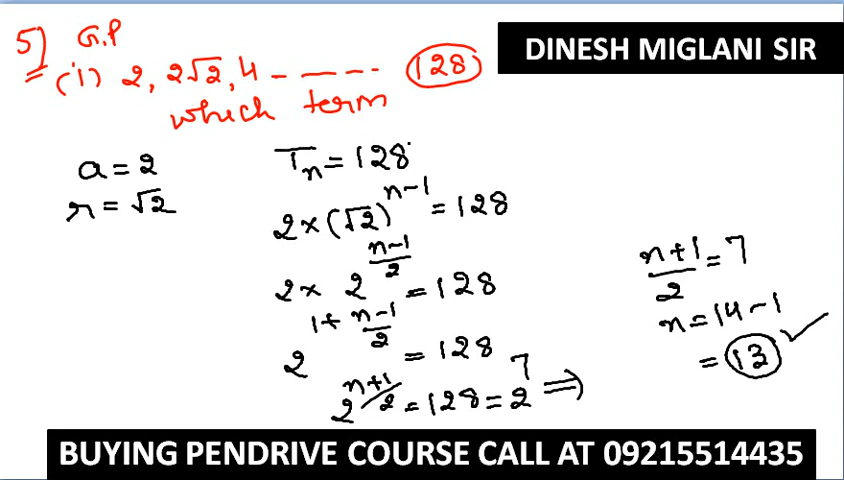 5] G.P
DINESH MIGLANI SIR
(i) 2, 2√2, 4 - - - - - 128
which term
a = 2
r = √2
Tn = 128
2 × (√2)^n-1 = 128
2 × 2^n-1/2 = 128
2^1+n-1/2 = 128
2^n+1/2 = 128 = 2^7 ⇒
n+1/2 = 7
n = 14 - 1
= 13 ✓
BUYING PENDRIVE COURSE CALL AT 09215514435